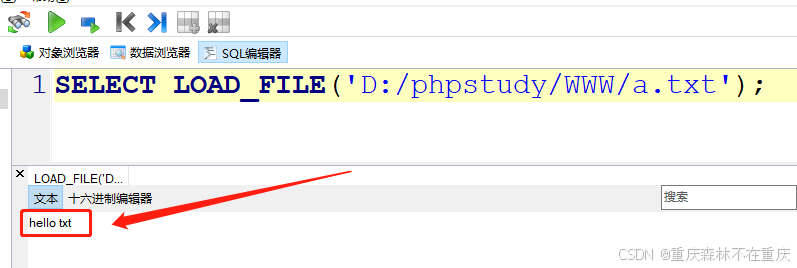 对象浏览器 数据浏览器 SQL编辑器
1 SELECT LOAD_FILE('D:/phpstudy/WWW/a.txt');
LOAD_FILE('D...
文本 十六进制编辑器 搜索
hello txt
CSDN @重庆森林不在重庆